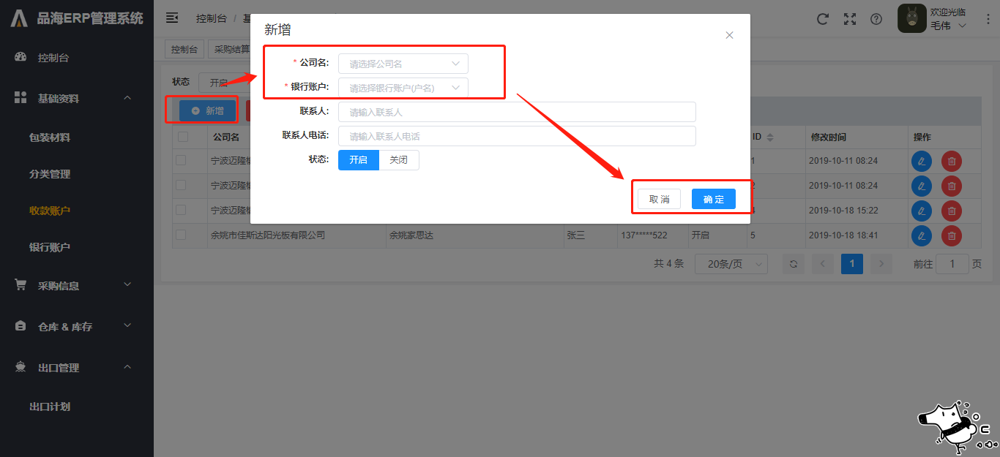 品海ERP管理系统
控制台 / 基
欢迎光临
毛伟
控制台
采购结算
控制台
基础资料
包装材料
分类管理
收款账户
银行账户
采购信息
仓库 & 库存
出口管理
出口计划
状态
开启
新增
新增
* 公司名:
请选择公司名
* 银行账户:
请选择银行账户(户名)
联系人:
请输入联系人
联系人电话:
请输入联系人电话
状态:
开启
关闭
取 消
确 定
公司名
ID
修改时间
操作
宁波迈隆
1
2019-10-11 08:24
宁波迈隆
2
2019-10-11 08:24
宁波迈隆
4
2019-10-18 15:22
余姚市佳斯达阳光板有限公司
余姚家思达
张三
137*****522
开启
5
2019-10-18 18:41
共 4 条
20条/页
1
前往
1
页